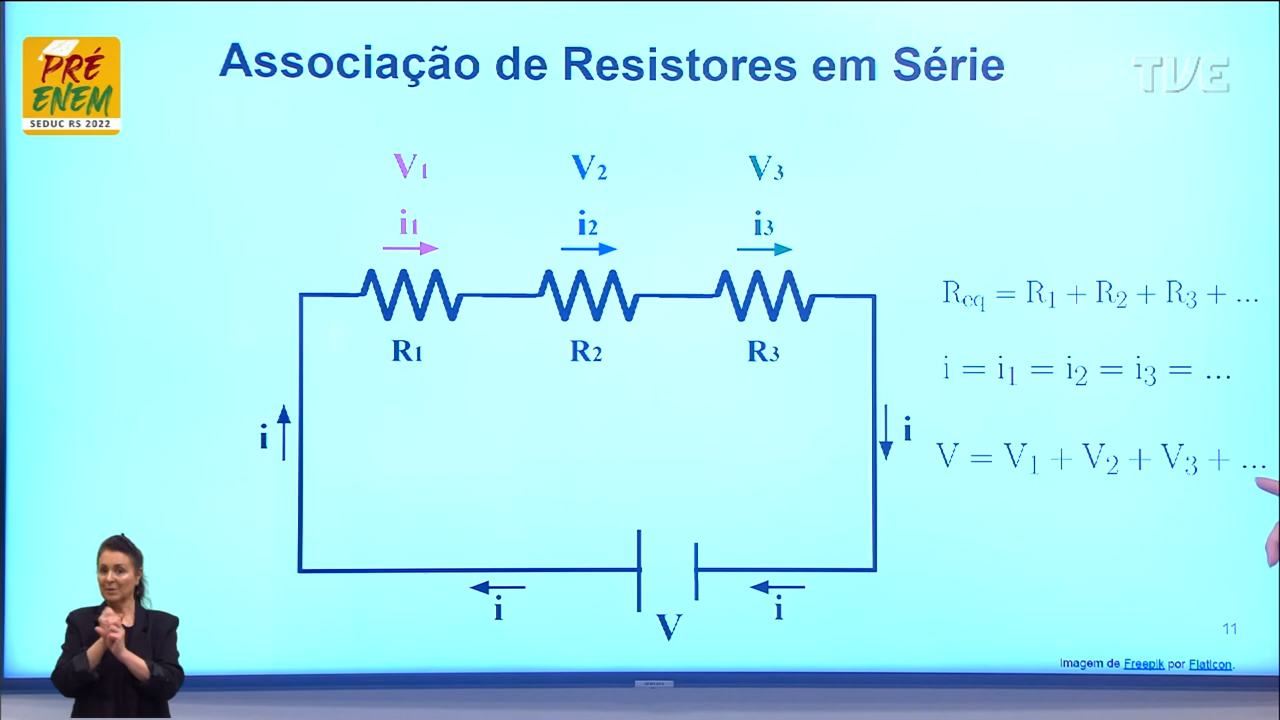 PRÉ
ENEM
SEDUC RS 2022
Associação de Resistores em Série
TVE
V1 V2 V3
i1 i2 i3
R1 R2 R3
Req = R1 + R2 + R3 + ...
i = i1 = i2 = i3 = ...
i i
V = V1 + V2 + V3 + ...
i i
V
11
Imagem de Freepik por Flaticon.